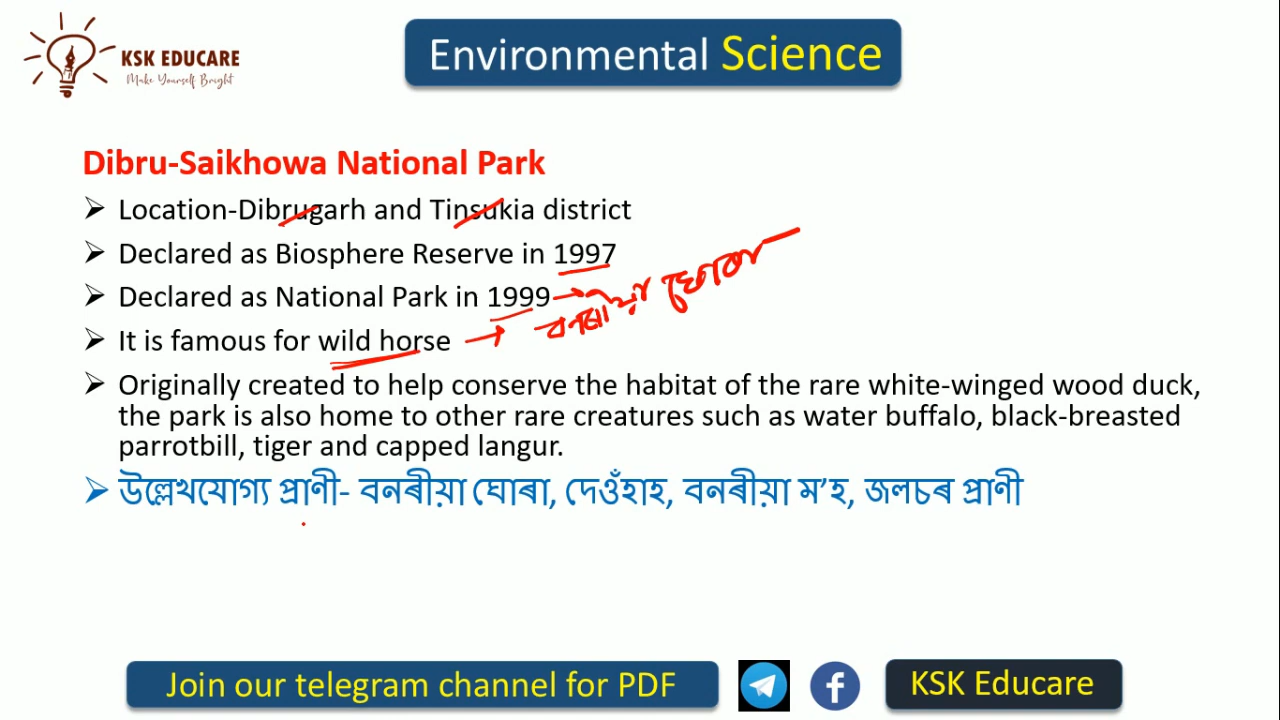 KSK EDUCARE
Make Yourself Bright
Environmental Science
Dibru-Saikhowa National Park
➢ Location-Dibrugarh and Tinsukia district
➢ Declared as Biosphere Reserve in 1997
➢ Declared as National Park in 1999
➢ It is famous for wild horse
বনৰীয়া ঘোৰা
➢ Originally created to help conserve the habitat of the rare white-winged wood duck,
the park is also home to other rare creatures such as water buffalo, black-breasted
parrotbill, tiger and capped langur.
➢ উল্লেখযোগ্য প্ৰাণী- বনৰীয়া ঘোৰা, দেওঁহাহ, বনৰীয়া ম’হ, জলচৰ প্ৰাণী
Join our telegram channel for PDF
KSK Educare